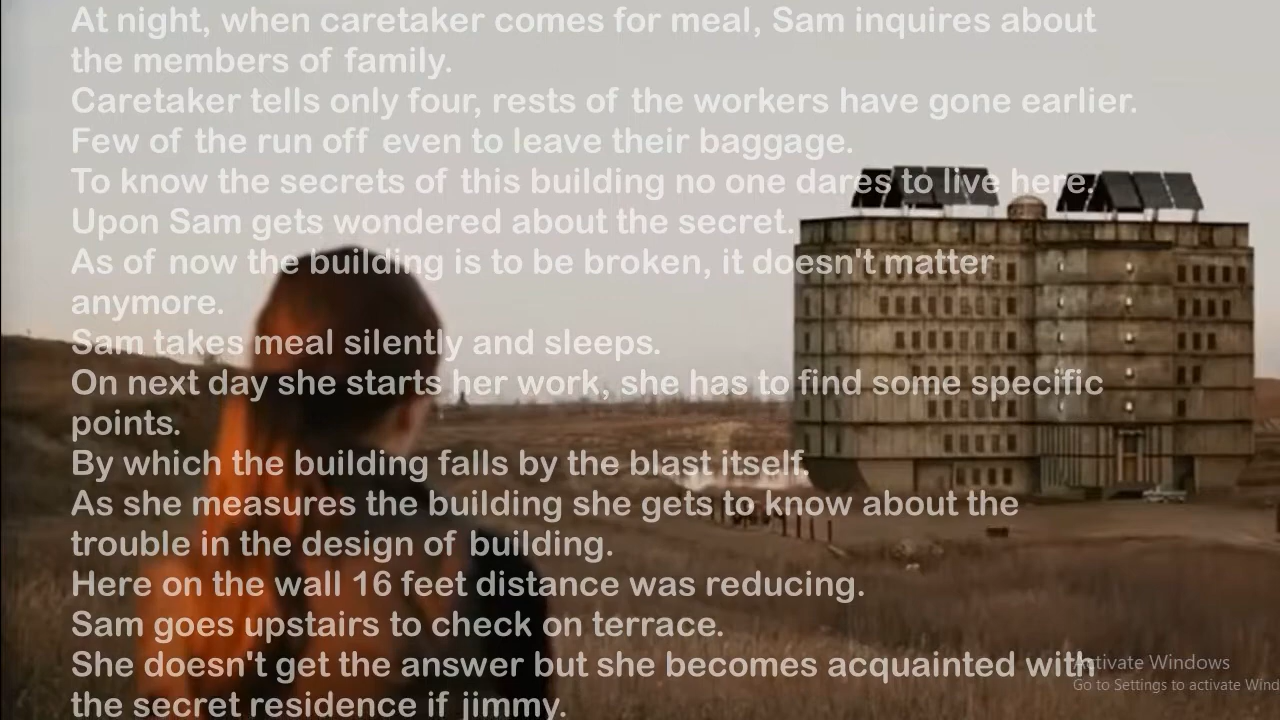 At night, when caretaker comes for meal, Sam inquires about
the members of family.
Caretaker tells only four, rests of the workers have gone earlier.
Few of the run off even to leave their baggage.
To know the secrets of this building no one dares to live here.
Upon Sam gets wondered about the secret.
As of now the building is to be broken, it doesn't matter
anymore.
Sam takes meal silently and sleeps.
On next day she starts her work, she has to find some specific
points.
By which the building falls by the blast itself.
As she measures the building she gets to know about the
trouble in the design of building.
Here on the wall 16 feet distance was reducing.
Sam goes upstairs to check on terrace.
She doesn't get the answer but she becomes acquainted with
the secret residence if jimmy.
Activate Windows
Go to Settings to activate Wind